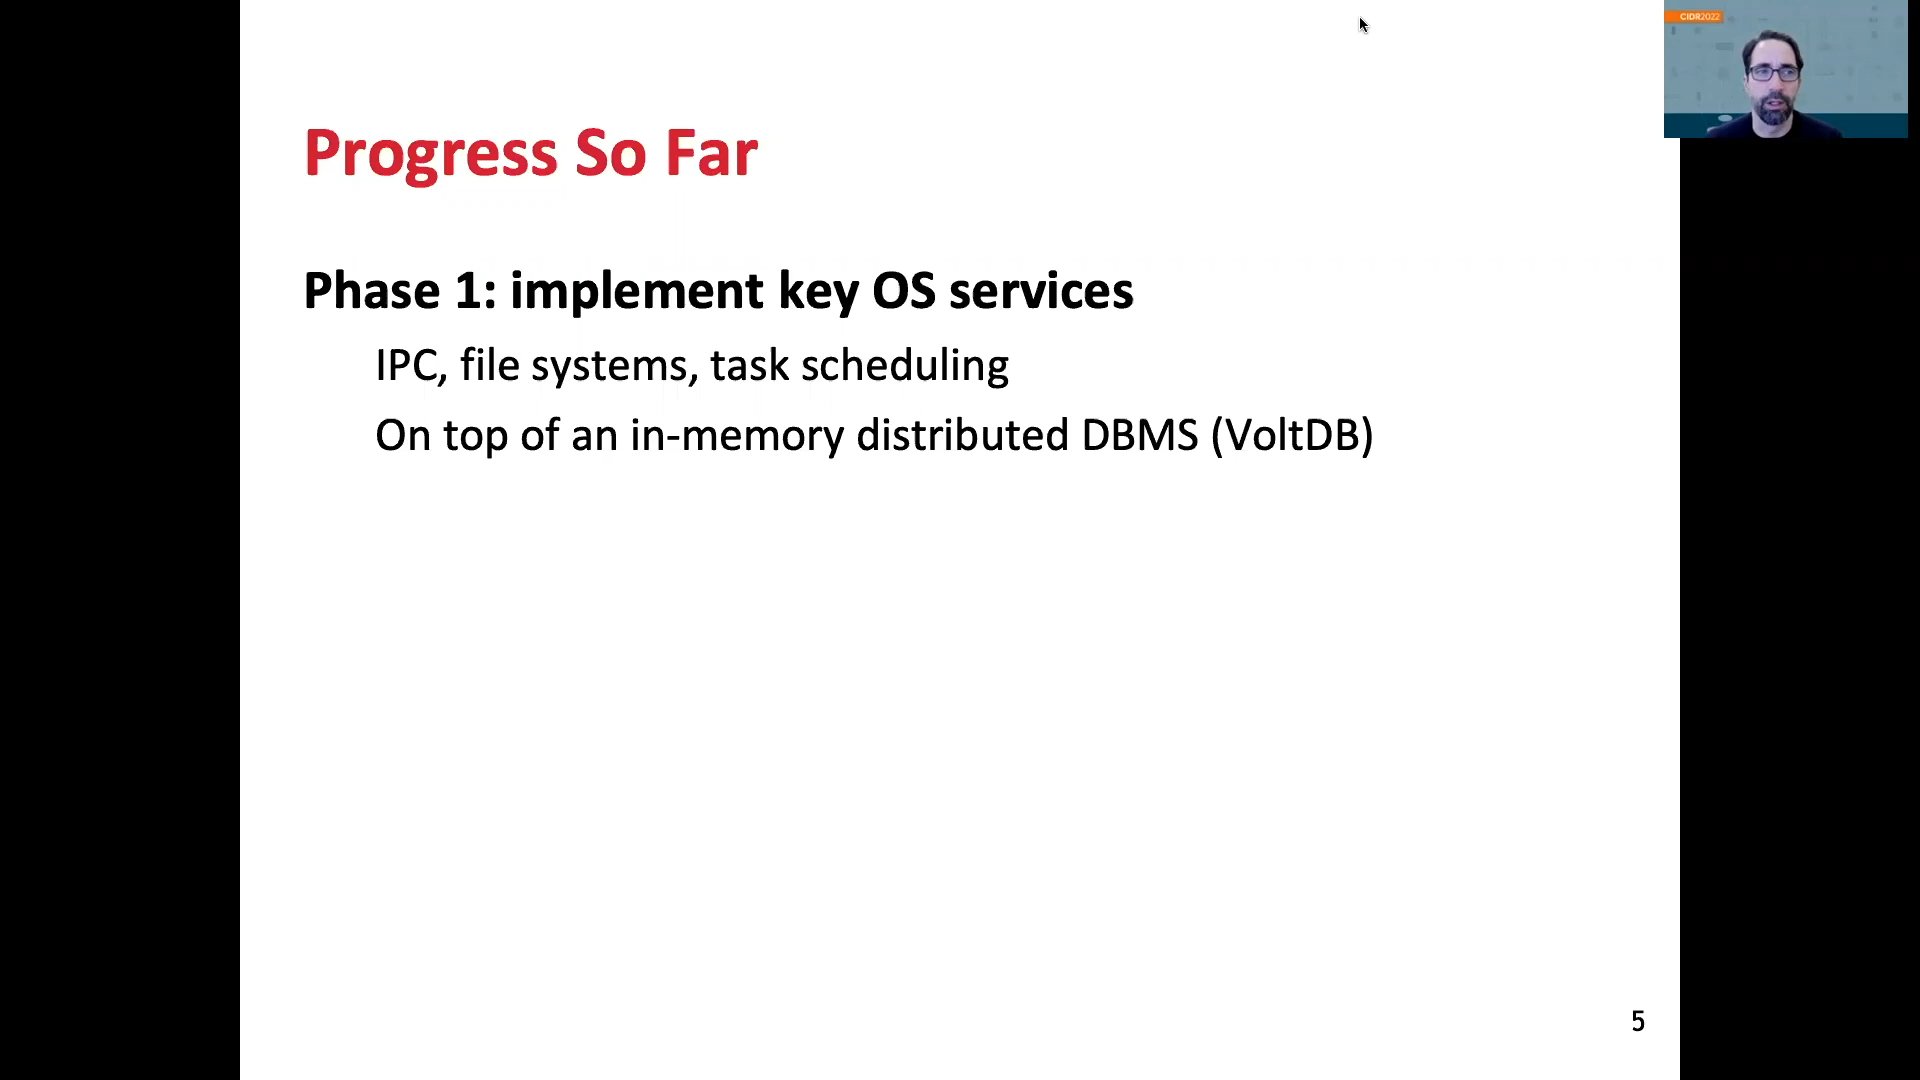 CIDR2022
Progress So Far
Phase 1: implement key OS services
IPC, file systems, task scheduling
On top of an in-memory distributed DBMS (VoltDB)
5